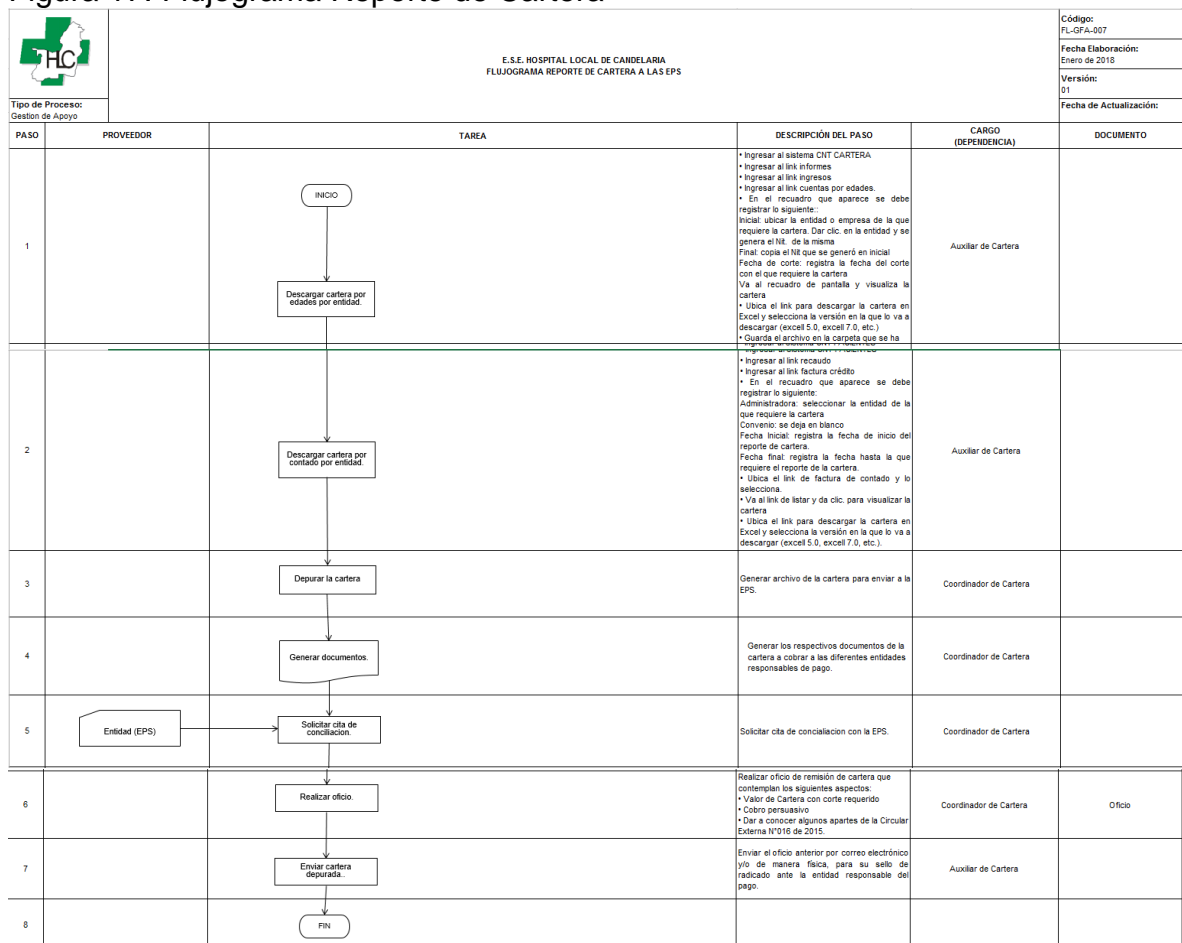 HLC
Tipo de Proceso:
Gestion de Apoyo
E.S.E. HOSPITAL LOCAL DE CANDELARIA
FLUJOGRAMA REPORTE DE CARTERA A LAS EPS
Código:
FL-GFA-007
Fecha Elaboración:
Enero de 2018
Versión:
01
Fecha de Actualización:
PASO
PROVEEDOR
TAREA
DESCRIPCIÓN DEL PASO
CARGO
(DEPENDENCIA)
DOCUMENTO
1
INICIO
Descargar cartera por
edades por entidad.
• Ingresar al sistema CNT CARTERA
• Ingresar al link informes
• Ingresar al link ingresos
• Ingresar al link cuentas por edades.
• En el recuadro que aparece se debe
registrar lo siguiente::
Inicial: ubicar la entidad o empresa de la que
requiere la cartera. Dar clic. en la entidad y se
genera el Nit. de la misma
Final: copia el Nit que se generó en inicial
Fecha de corte: registra la fecha del corte
con el que requiere la cartera
Va al recuadro de pantalla y visualiza la
cartera
• Ubica el link para descargar la cartera en
Excel y selecciona la versión en la que lo va a
descargar (excell 5.0, excell 7.0, etc.)
• Guarda el archivo en la carpeta que se ha
Auxiliar de Cartera
2
Descargar cartera por
contado por entidad.
• Ingresar al link recaudo
• Ingresar al link factura crédito
• En el recuadro que aparece se debe
registrar lo siguiente:
Administradora: seleccionar la entidad de la
que requiere la cartera
Convenio: se deja en blanco
Fecha Inicial: registra la fecha de inicio del
reporte de cartera.
Fecha final: registra la fecha hasta la que
requiere el reporte de la cartera.
• Ubica el link de factura de contado y lo
selecciona.
• Va al link de listar y da clic. para visualizar la
cartera
• Ubica el link para descargar la cartera en
Excel y selecciona la versión en la que lo va a
descargar (excell 5.0, excell 7.0, etc.).
Auxiliar de Cartera
3
Depurar la cartera
Generar archivo de la cartera para enviar a la
EPS.
Coordinador de Cartera
4
Generar documentos.
Generar los respectivos documentos de la
cartera a cobrar a las diferentes entidades
responsables de pago.
Coordinador de Cartera
5
Entidad (EPS)
Solicitar cita de
conciliacion.
Solicitar cita de concialiacion con la EPS.
Coordinador de Cartera
6
Realizar oficio.
Realizar oficio de remisión de cartera que
contemplan los siguientes aspectos:
• Valor de Cartera con corte requerido
• Cobro persuasivo
• Dar a conocer algunos apartes de la Circular
Externa N°016 de 2015.
Coordinador de Cartera
Oficio
7
Enviar cartera
depurada..
Enviar el oficio anterior por correo electrónico
y/o de manera física, para su sello de
radicado ante la entidad responsable del
pago.
Auxiliar de Cartera
8
FIN